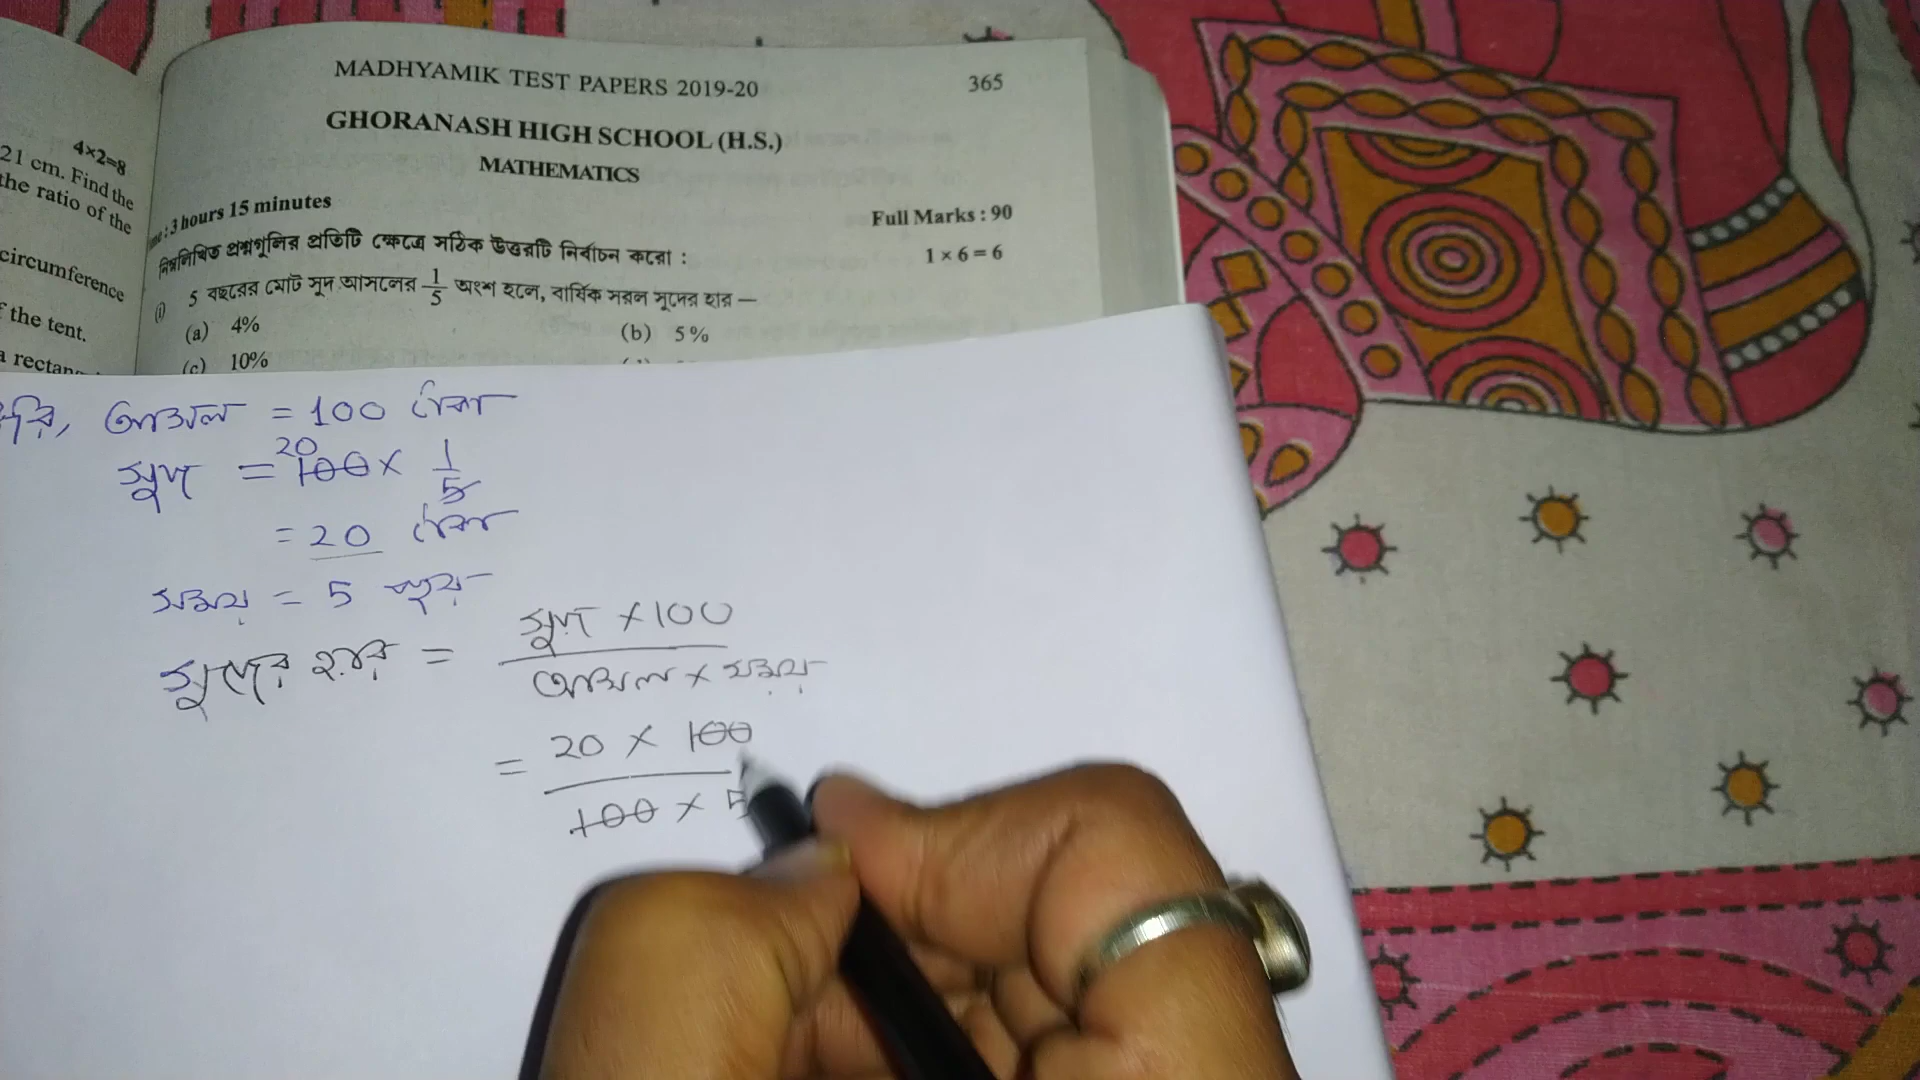 MADHYAMIK TEST PAPERS 2019-20 365
GHORANASH HIGH SCHOOL (H.S.)
MATHEMATICS
: 3 hours 15 minutes
Full Marks : 90
নিম্নলিখিত প্রশ্নগুলির প্রতিটি ক্ষেত্রে সঠিক উত্তরটি নির্বাচন করো : 1 × 6 = 6
(i) 5 বছরের মোট সুদ আসলের 1/5 অংশ হলে, বার্ষিক সরল সুদের হার —
(a) 4% (b) 5%
(c) 10%
4×2=8
21 cm. Find the
the ratio of the
circumference
the tent.
ধরি, আসল = 100 টাকা
সুদ = 20 100 × 1/5
= 20 টাকা
সময় = 5 বছর
সুদের হার = সুদ × 100 / আসল × সময়
= 20 × 100 / 100 × 5